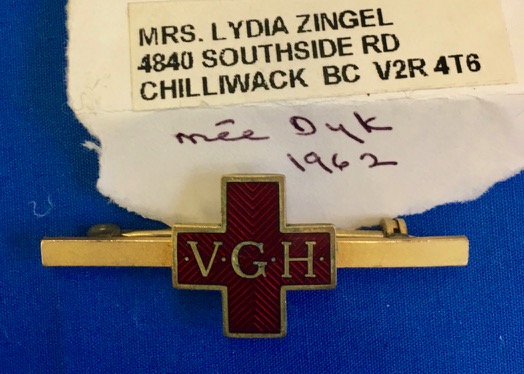 MRS. LYDIA ZINGEL
4840 SOUTHSIDE RD
CHILLIWACK BC V2R 4T6
née Dyk
1962
·V·G·H·